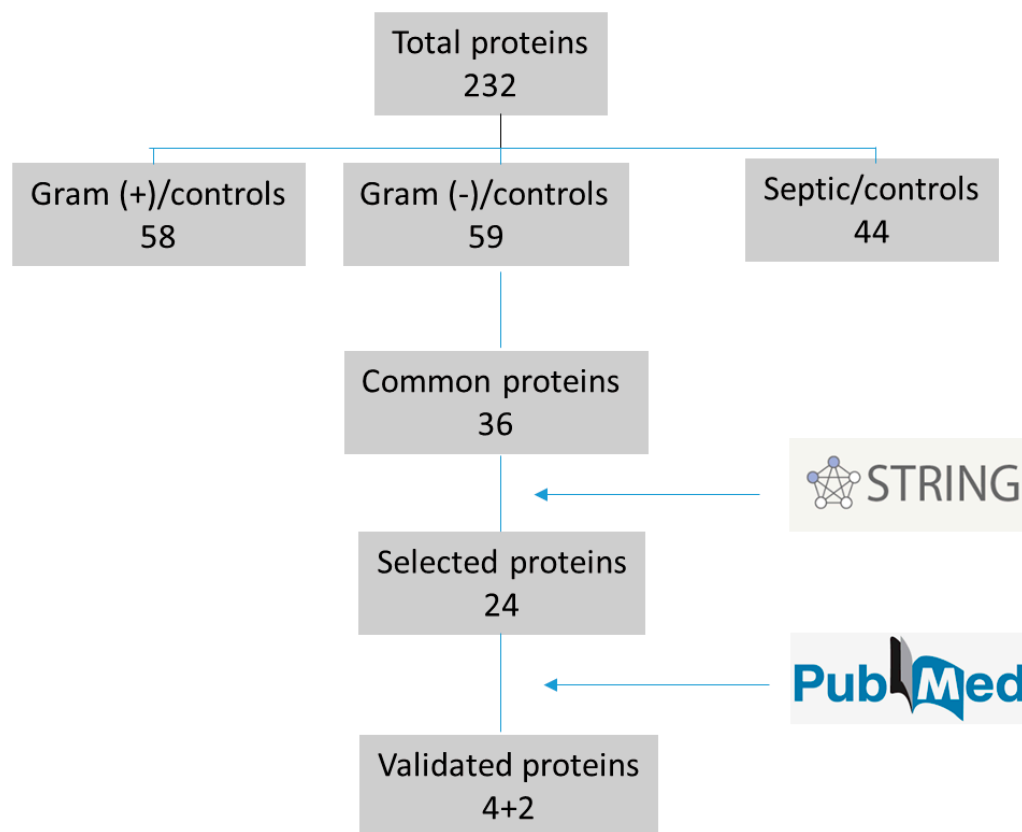 Total proteins
232
Gram (+)/controls
58
Gram (-)/controls
59
Septic/controls
44
Common proteins
36
STRING
Selected proteins
24
PubMed
Validated proteins
4+2